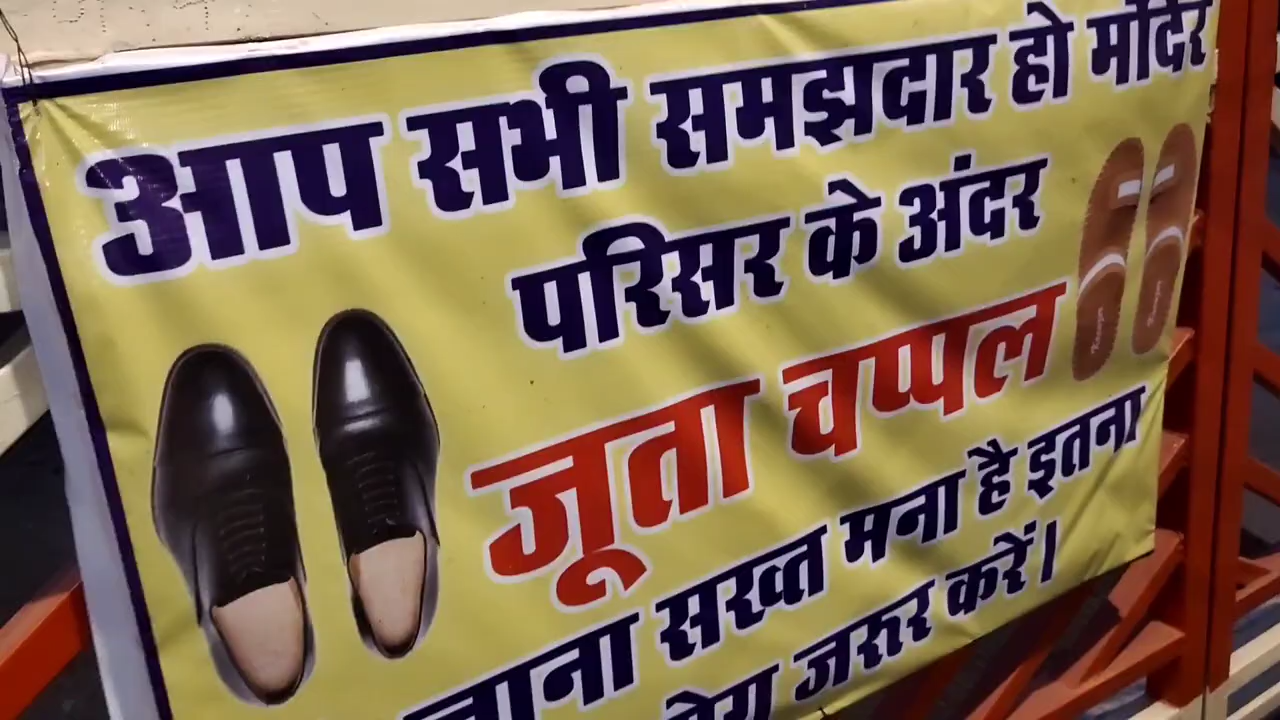 आप सभी समझदार हो मंदिर
परिसर के अंदर
जूता चप्पल
सख्त मना है इतना
जरूर करें।